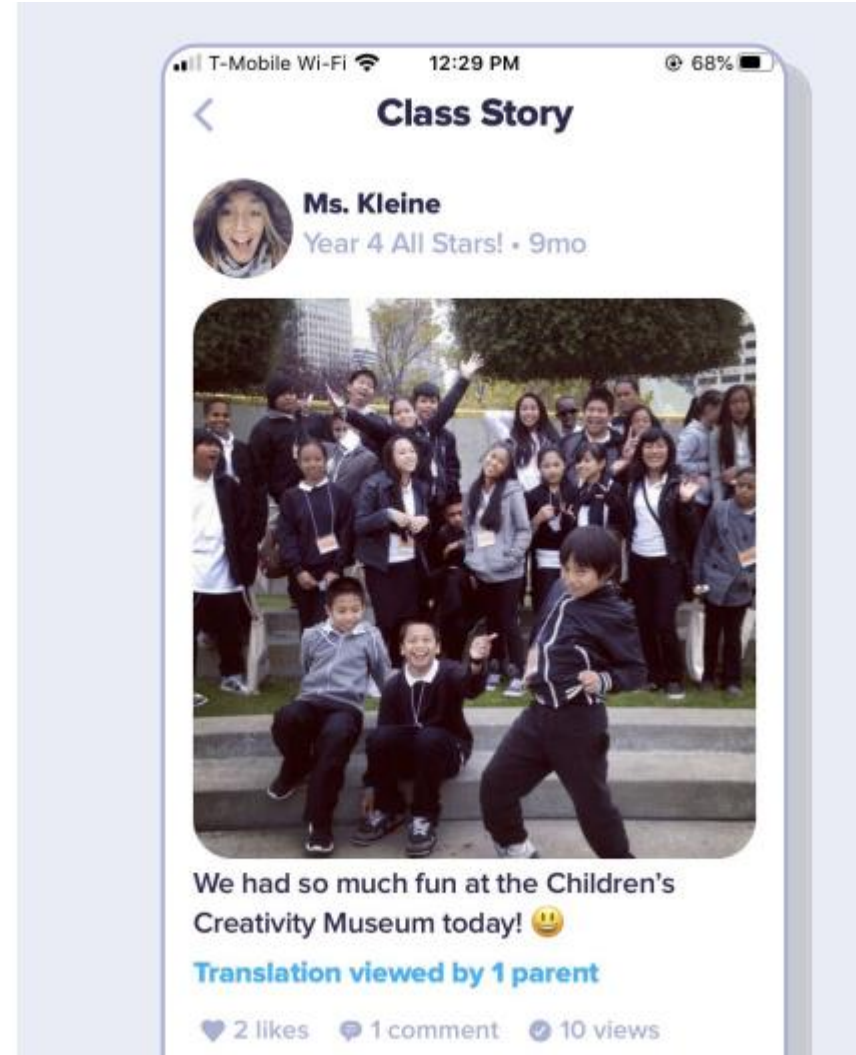 T-Mobile Wi-Fi 12:29 PM 68%
Class Story
Ms. Kleine
Year 4 All Stars! • 9mo
We had so much fun at the Children’s
Creativity Museum today! 😃
Translation viewed by 1 parent
2 likes 1 comment 10 views